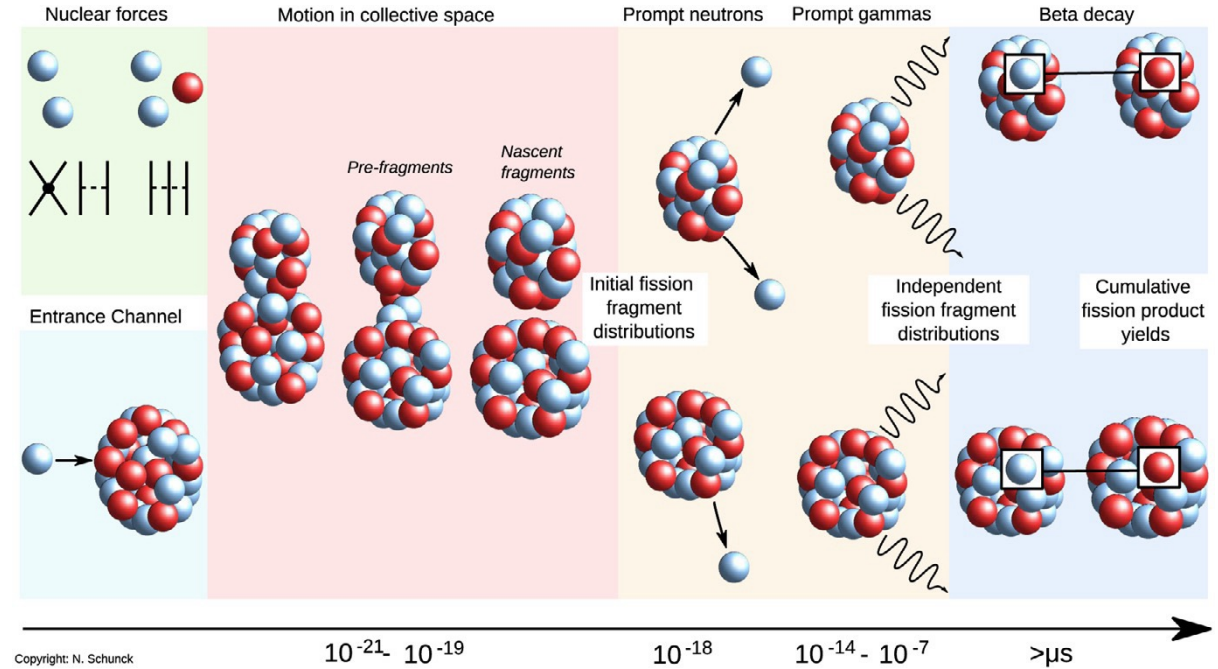 Nuclear forces
Motion in collective space
Prompt neutrons
Prompt gammas
Beta decay
Pre-fragments
Nascent
fragments
Entrance Channel
Initial fission
fragment
distributions
Independent
fission fragment
distributions
Cumulative
fission product
yields
10⁻²¹- 10⁻¹⁹
10⁻¹⁸
10⁻¹⁴ - 10⁻⁷
>μs
Copyright: N. Schunck